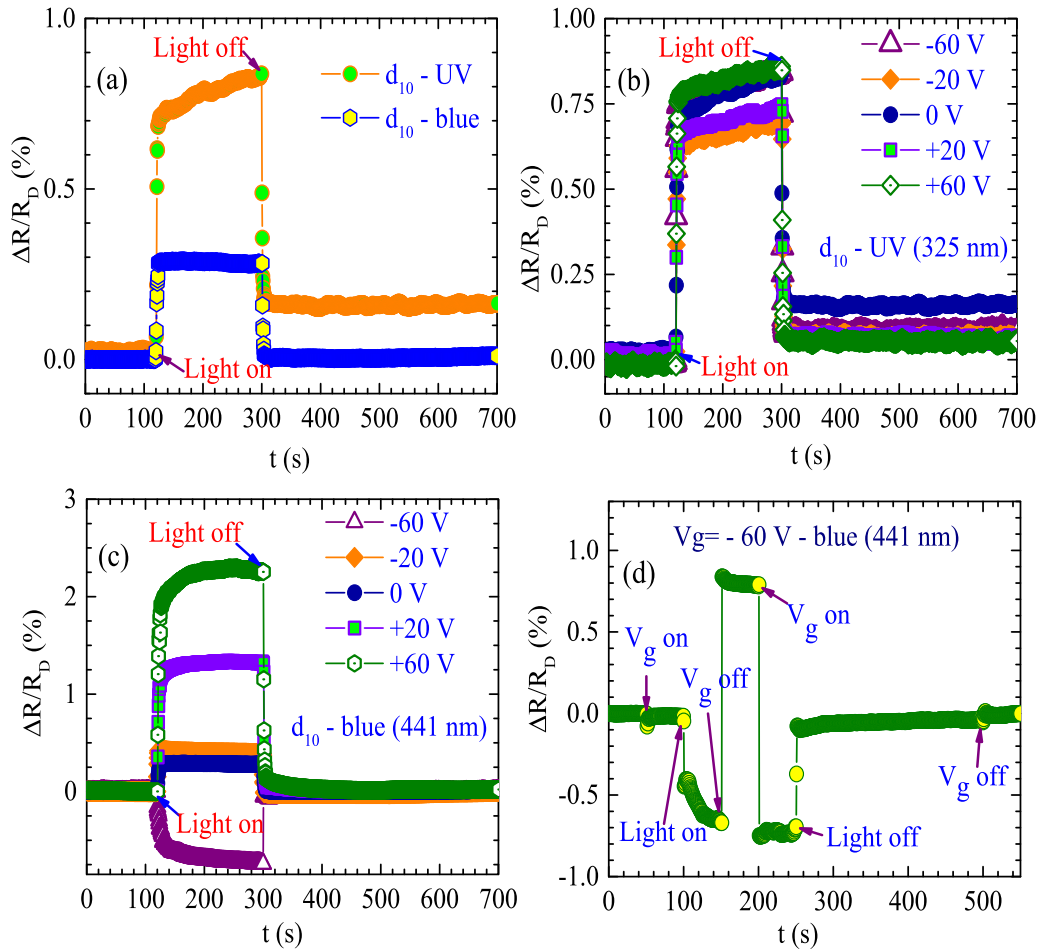 (a)
Light off
d₁₀ - UV
d₁₀ - blue
Light on
ΔR/R_D (%)
1.0
0.5
0.0
0 100 200 300 400 500 600 700
t (s)
(b)
Light off
-60 V
-20 V
0 V
+20 V
+60 V
d₁₀ - UV (325 nm)
Light on
ΔR/R_D (%)
1.00
0.75
0.50
0.25
0.00
0 100 200 300 400 500 600 700
t (s)
(c)
Light off
-60 V
-20 V
0 V
+20 V
+60 V
d₁₀ - blue (441 nm)
Light on
ΔR/R_D (%)
3
2
1
0
0 100 200 300 400 500 600 700
t (s)
Vg= - 60 V - blue (441 nm)
(d)
V_g on
V_g off
V_g on
Light on
Light off
V_g off
ΔR/R_D (%)
1.0
0.5
0.0
-0.5
-1.0
0 100 200 300 400 500
t (s)